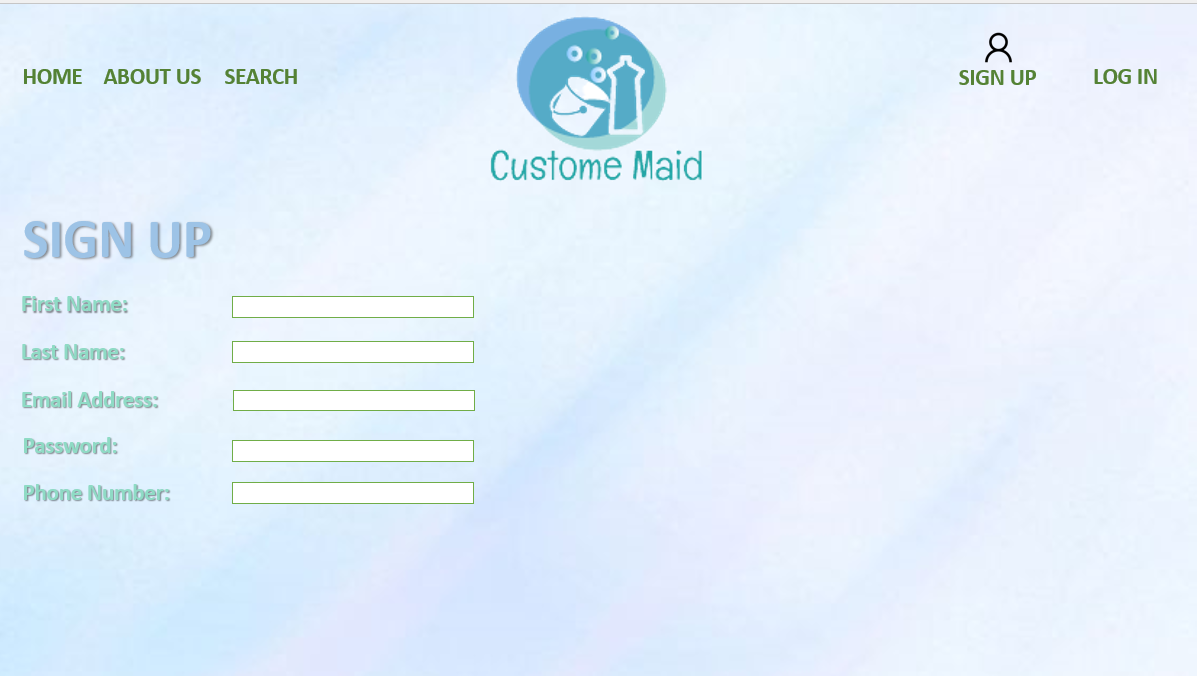 HOME ABOUT US SEARCH
SIGN UP
LOG IN
Custome Maid
SIGN UP
First Name:
Last Name:
Email Address:
Password:
Phone Number: